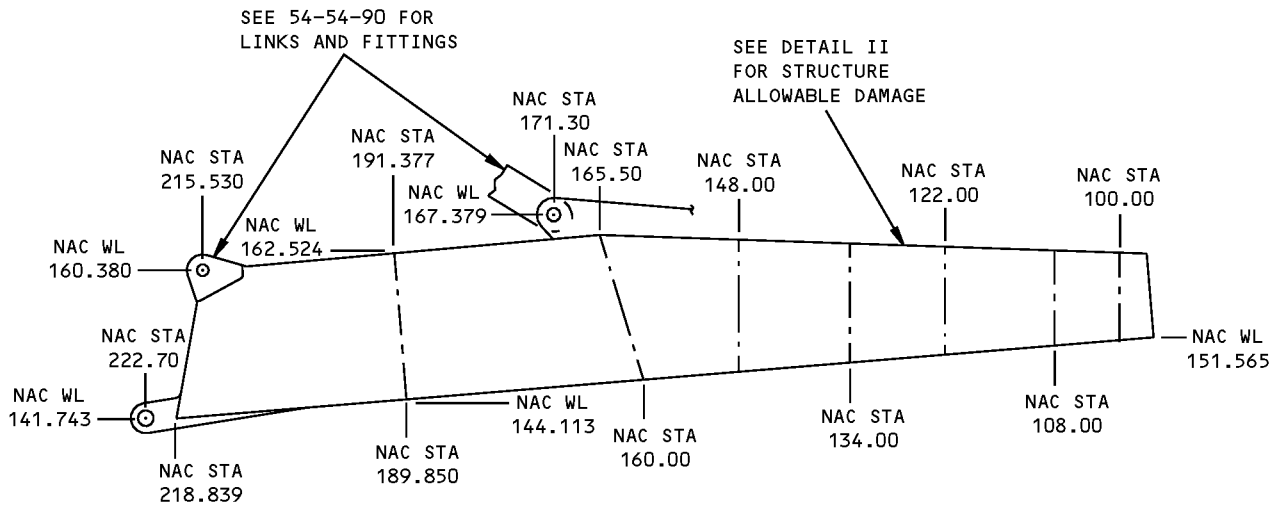 SEE 54-54-90 FOR
LINKS AND FITTINGS
SEE DETAIL II
FOR STRUCTURE
ALLOWABLE DAMAGE
NAC STA
171.30
NAC STA
191.377
NAC STA
165.50
NAC STA
215.530
NAC STA
148.00
NAC STA
122.00
NAC STA
100.00
NAC WL
167.379
NAC WL
162.524
NAC WL
160.380
NAC STA
222.70
NAC WL
151.565
NAC WL
141.743
NAC WL
144.113
NAC STA
218.839
NAC STA
189.850
NAC STA
160.00
NAC STA
134.00
NAC STA
108.00